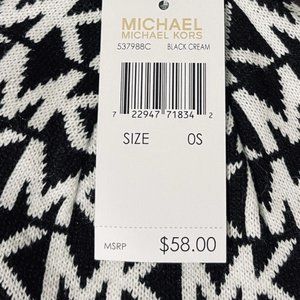 MICHAEL
MICHAEL KORS
537988C BLACK CREAM
7 22947 71834 2
SIZE OS
MSRP $58.00